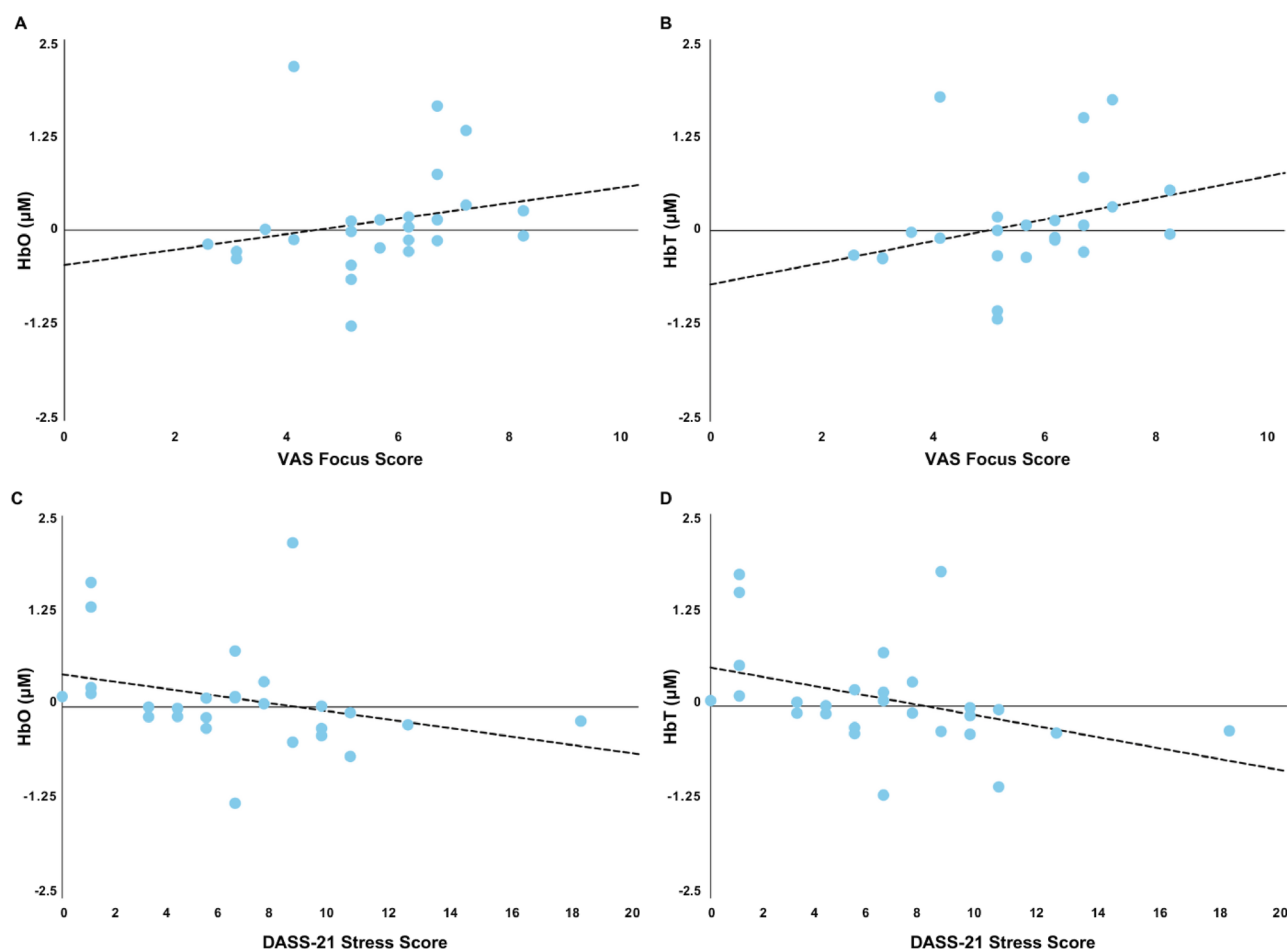 A
2.5
1.25
0
-1.25
-2.5
HbO (µM)
0 2 4 6 8 10
VAS Focus Score
B
2.5
1.25
0
-1.25
-2.5
HbT (µM)
0 2 4 6 8 10
VAS Focus Score
C
2.5
1.25
0
-1.25
-2.5
HbO (µM)
0 2 4 6 8 10 12 14 16 18 20
DASS-21 Stress Score
D
2.5
1.25
0
-1.25
-2.5
HbT (µM)
0 2 4 6 8 10 12 14 16 18 20
DASS-21 Stress Score